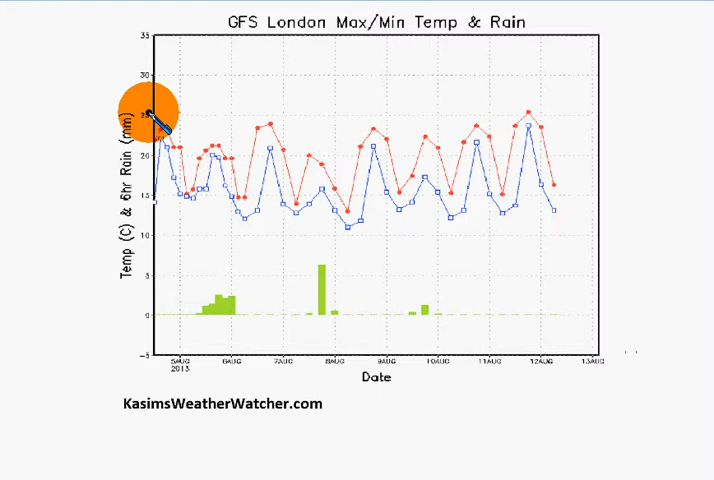 GFS London Max/Min Temp & Rain
Temp (C) & 6hr Rain (mm)
35
30
25
20
15
10
5
0
-5
5AUG 6AUG 7AUG 8AUG 9AUG 10AUG 11AUG 12AUG 13AUG
2013
Date
KasimsWeatherWatcher.com